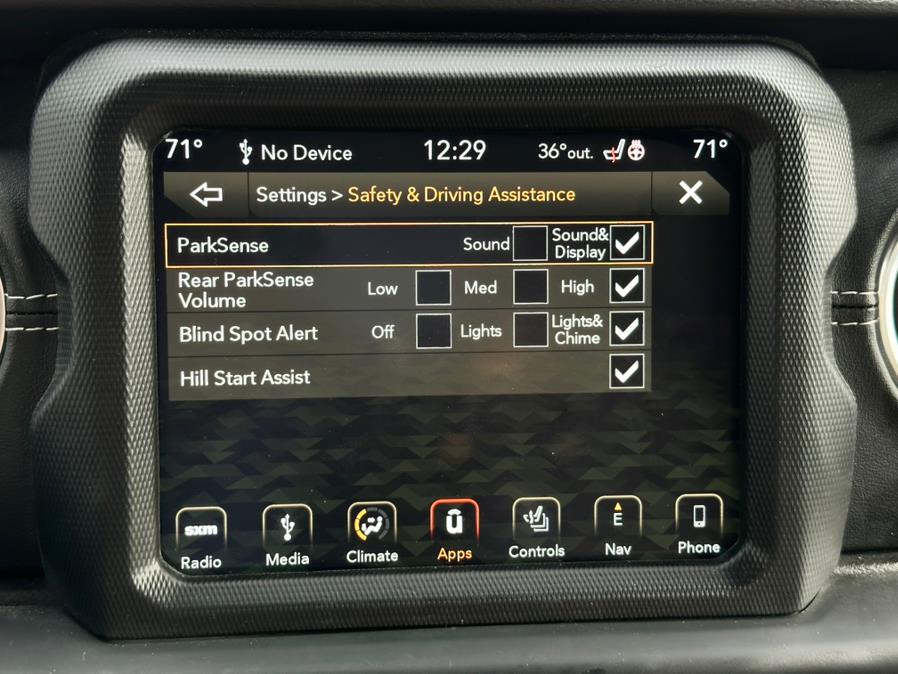 71° No Device 12:29 36°out. 71°
Settings > Safety & Driving Assistance
ParkSense Sound Sound&
Display
Rear ParkSense
Volume Low Med High
Blind Spot Alert Off Lights Lights&
Chime
Hill Start Assist
sxm E
Radio Media Climate Apps Controls Nav Phone